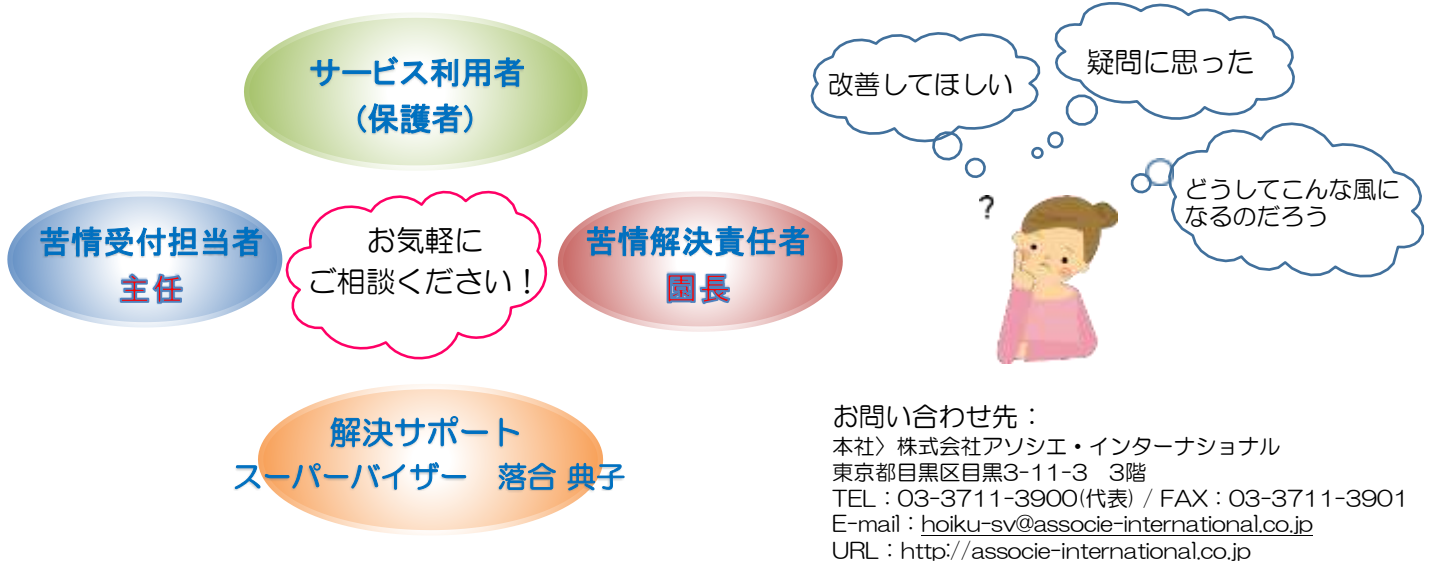 サービス利用者
(保護者)
苦情受付担当者
主任
お気軽に
ご相談ください！
苦情解決責任者
園長
解決サポート
スーパーバイザー　落合 典子
改善してほしい
疑問に思った
どうしてこんな風に
なるのだろう
?
お問い合わせ先：
本社〉株式会社アソシエ・インターナショナル
東京都目黒区目黒3-11-3　3階
TEL：03-3711-3900(代表) / FAX：03-3711-3901
E-mail：hoiku-sv@associe-international.co.jp
URL：http://associe-international.co.jp